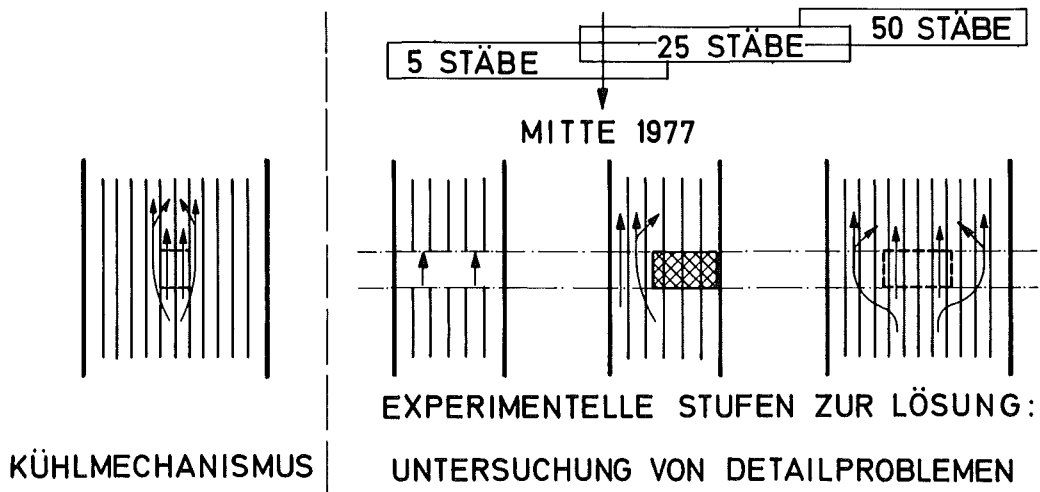 50 STÄBE
25 STÄBE
5 STÄBE
MITTE 1977
EXPERIMENTELLE STUFEN ZUR LÖSUNG:
KÜHLMECHANISMUS
UNTERSUCHUNG VON DETAILPROBLEMEN